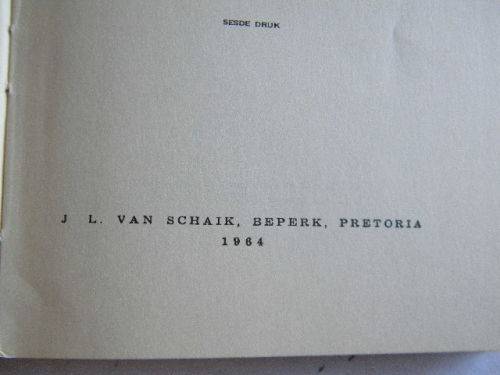 SESDE DRUK
J L. VAN SCHAIK, BEPERK, PRETORIA
1964